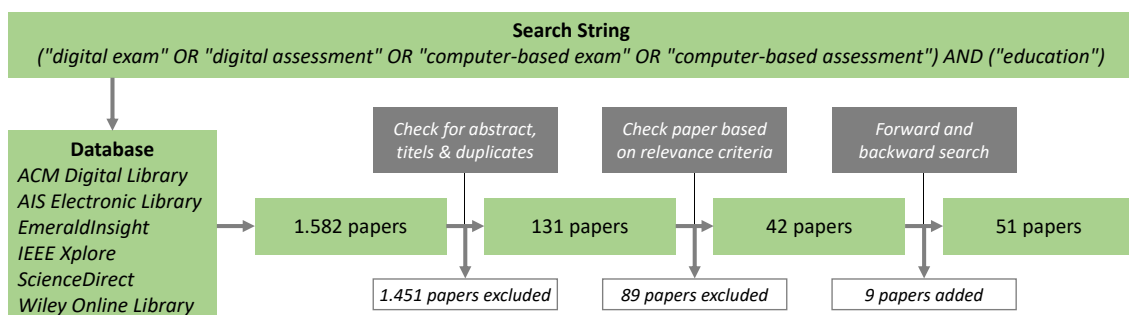 Search String
("digital exam" OR "digital assessment" OR "computer-based exam" OR "computer-based assessment") AND ("education")
Database
ACM Digital Library
AIS Electronic Library
EmeraldInsight
IEEE Xplore
ScienceDirect
Wiley Online Library
Check for abstract,
titels & duplicates
Check paper based
on relevance criteria
Forward and
backward search
1.582 papers
131 papers
42 papers
51 papers
1.451 papers excluded
89 papers excluded
9 papers added